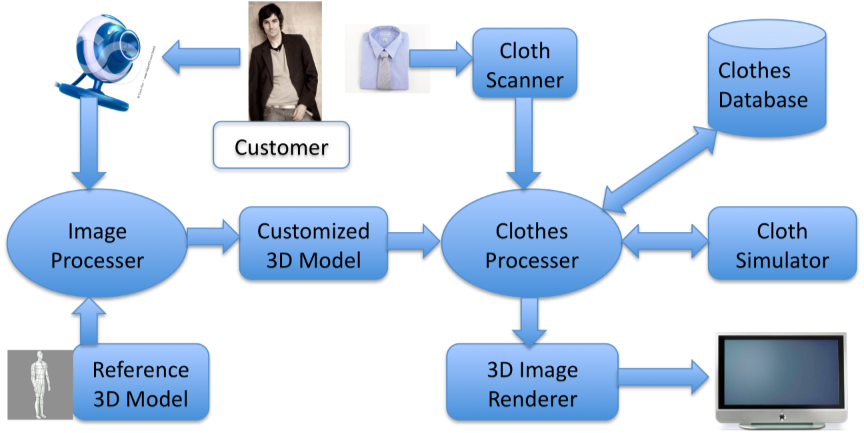 Cloth
Scanner
Clothes
Database
Customer
Image
Processer
Customized
3D Model
Clothes
Processer
Cloth
Simulator
Reference
3D Model
3D Image
Renderer